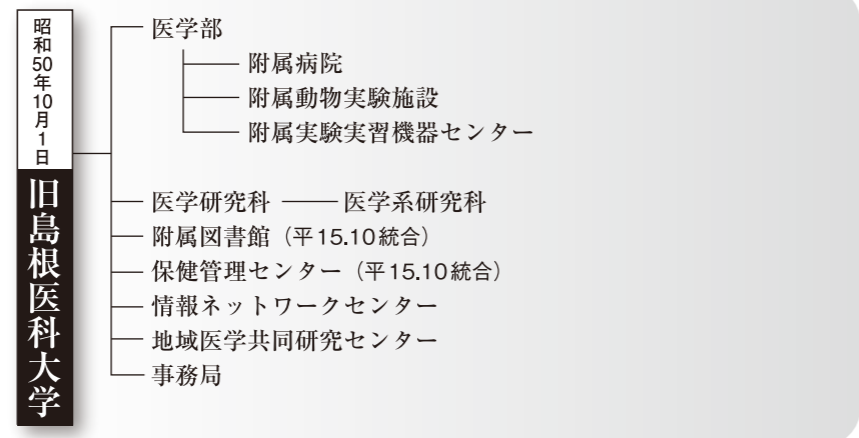 昭和50年10月1日
旧島根医科大学
医学部
附属病院
附属動物実験施設
附属実験実習機器センター
医学研究科 医学系研究科
附属図書館（平15.10統合）
保健管理センター（平15.10統合）
情報ネットワークセンター
地域医学共同研究センター
事務局